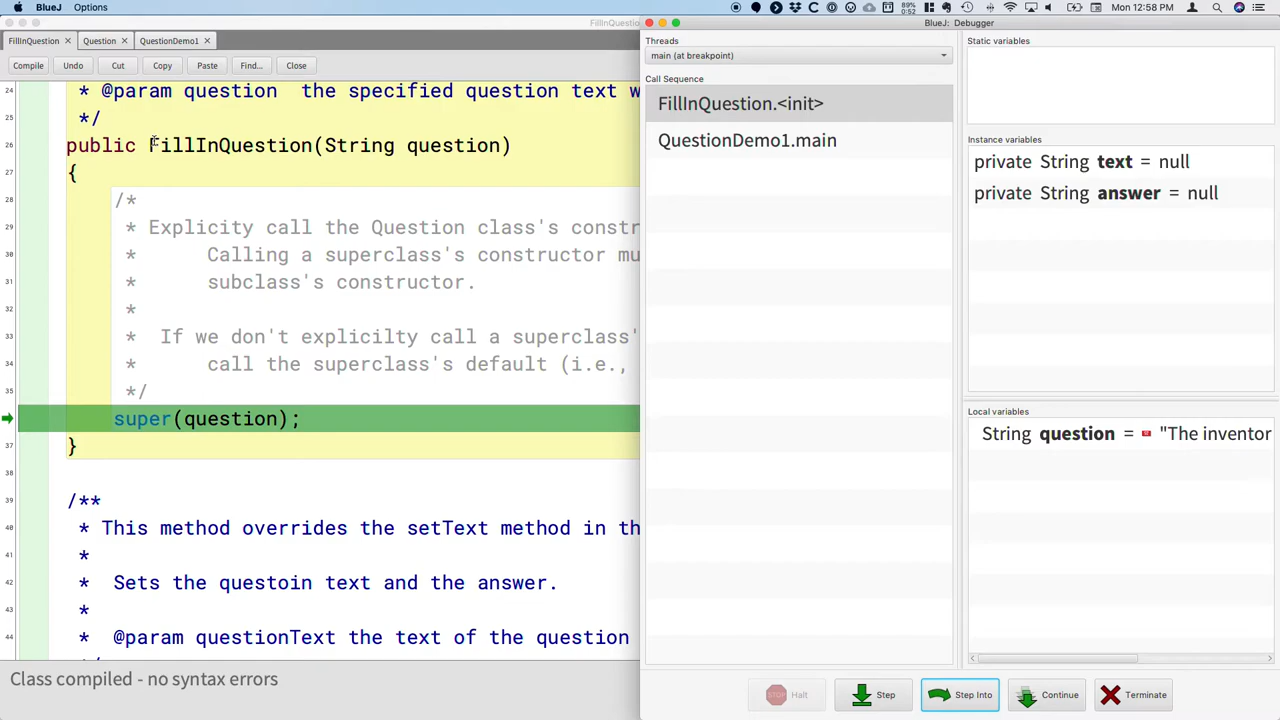 BlueJ Options
89%
0:52
Mon 12:58 PM
FillInQuestion
BlueJ: Debugger
FillInQuestion × Question × QuestionDemo1 ×
Compile Undo Cut Copy Paste Find... Close
24 * @param question  the specified question text w
25 */
26 public FillInQuestion(String question)
27 {
28 /*
29 * Explicity call the Question class's constr
30 * Calling a superclass's constructor mu
31 * subclass's constructor.
32 *
33 * If we don't explicilty call a superclass'
34 * call the superclass's default (i.e.,
35 */
super(question);
37 }
38
39 /**
40 * This method overrides the setText method in th
41 *
42 * Sets the questoin text and the answer.
43 *
44 * @param questionText the text of the question
Class compiled - no syntax errors
Threads
main (at breakpoint)
Call Sequence
FillInQuestion.<init>
QuestionDemo1.main
Static variables
Instance variables
private String text = null
private String answer = null
Local variables
String question = "The inventor
Halt Step Step Into Continue Terminate